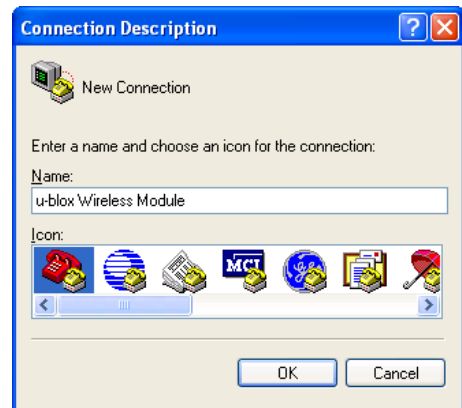 Connection Description
New Connection
Enter a name and choose an icon for the connection:
Name:
u-blox Wireless Module
Icon:
MCI
OK Cancel